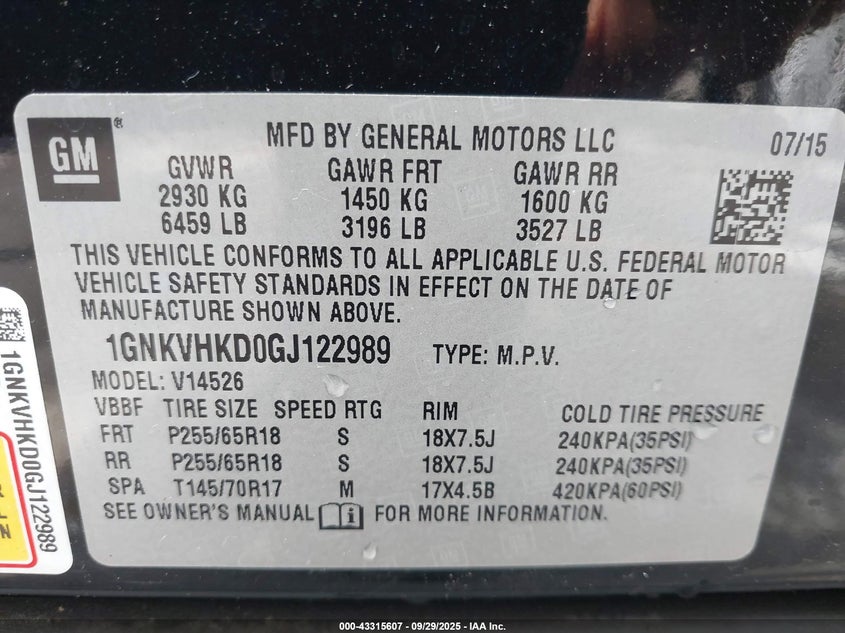 GM®
MFD BY GENERAL MOTORS LLC 07/15
GVWR GAWR FRT GAWR RR
2930 KG 1450 KG 1600 KG
6459 LB 3196 LB 3527 LB
THIS VEHICLE CONFORMS TO ALL APPLICABLE U.S. FEDERAL MOTOR
VEHICLE SAFETY STANDARDS IN EFFECT ON THE DATE OF
MANUFACTURE SHOWN ABOVE.
1GNKVHKD0GJ122989 TYPE: M.P.V.
MODEL: V14526
VBBF TIRE SIZE SPEED RTG RIM COLD TIRE PRESSURE
FRT P255/65R18 S 18X7.5J 240KPA(35PSI)
RR P255/65R18 S 18X7.5J 240KPA(35PSI)
SPA T145/70R17 M 17X4.5B 420KPA(60PSI)
SEE OWNER'S MANUAL i FOR MORE INFORMATION.
1GNKVHKD0GJ122989
000-43315607 - 09/29/2025 - IAA Inc.